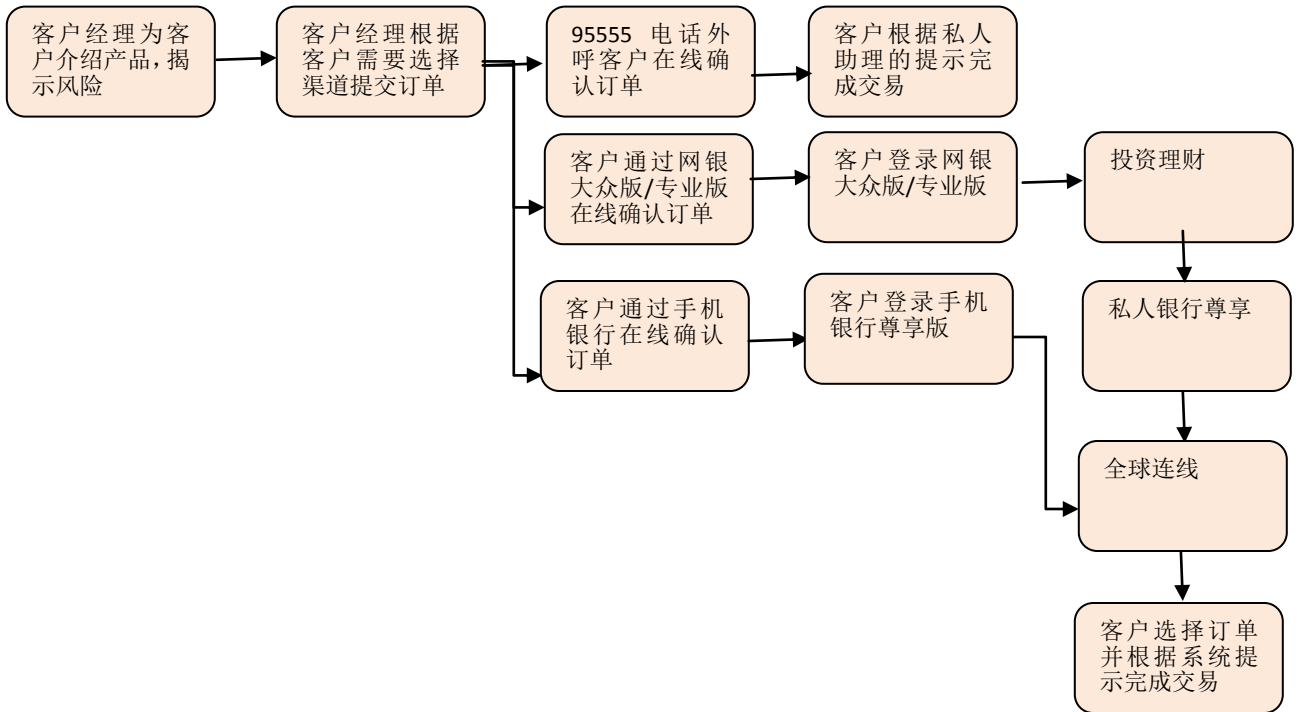 客户经理为客
户介绍产品，揭
示风险
客户经理根据
客户需要选择
渠道提交订单
95555 电话外
呼客户在线确
认订单
客户根据私人
助理的提示完
成交易
客户通过网银
大众版/专业版
在线确认订单
客户登录网银
大众版/专业版
投资理财
客户通过手机
银行在线确认
订单
客户登录手机
银行尊享版
私人银行尊享
全球连线
客户选择订单
并根据系统提
示完成交易